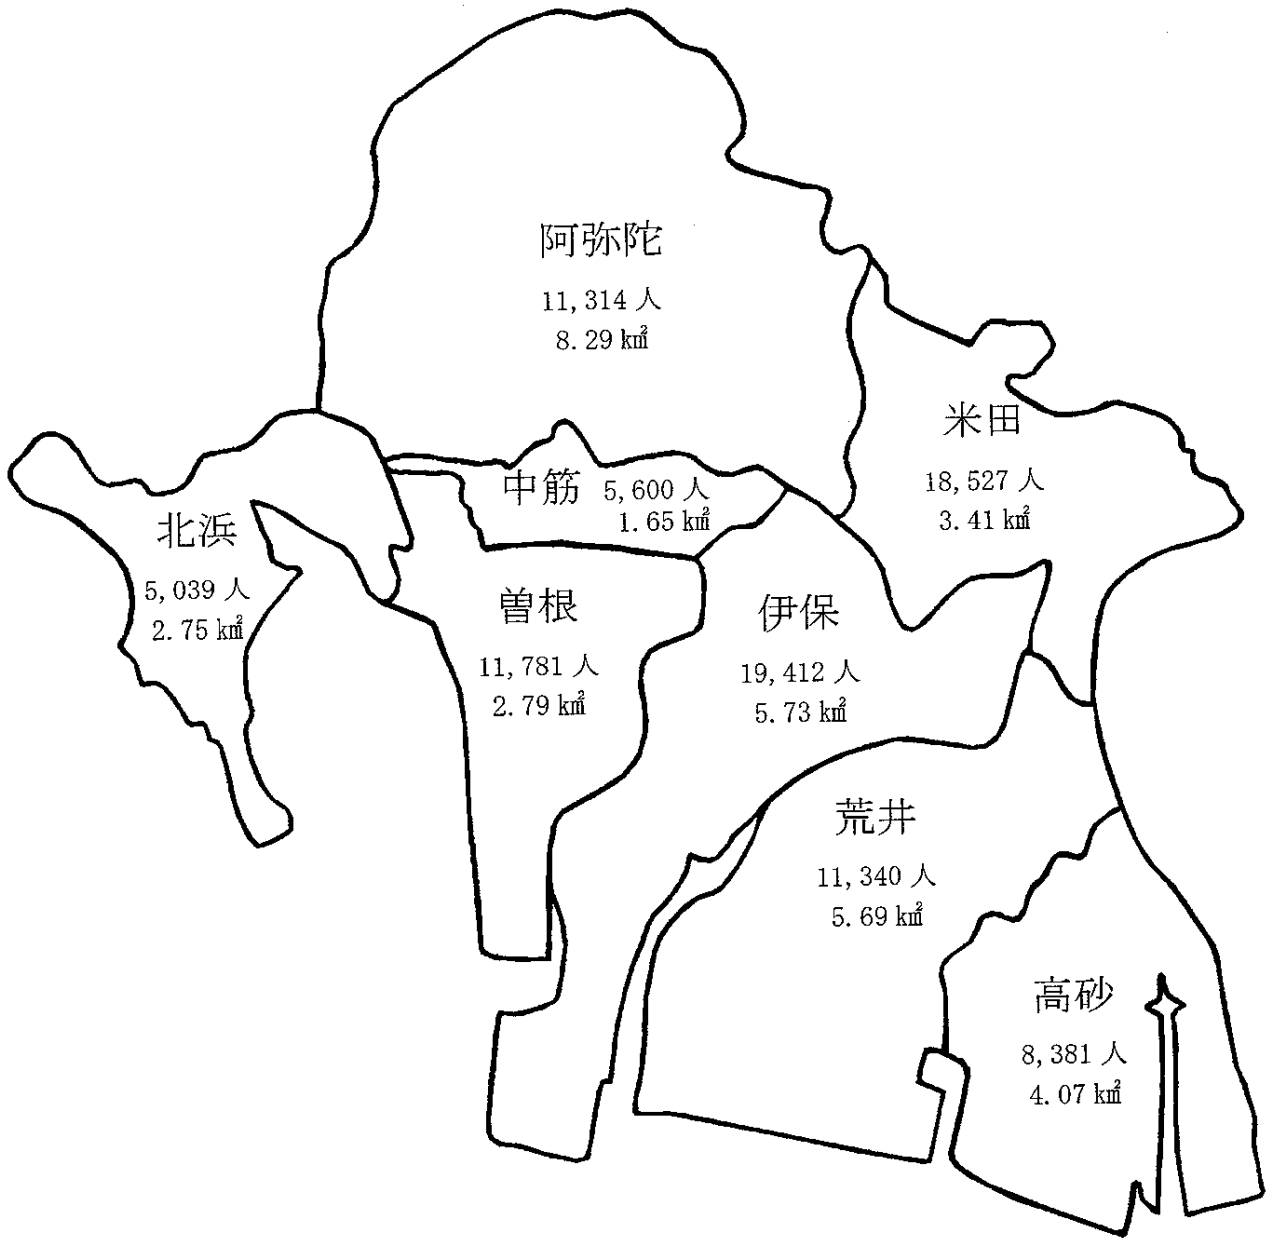 阿弥陀
11,314 人
8.29 ㎢
米田
18,527 人
3.41 ㎢
中筋 5,600 人
1.65 ㎢
北浜
5,039 人
2.75 ㎢
曽根
11,781 人
2.79 ㎢
伊保
19,412 人
5.73 ㎢
荒井
11,340 人
5.69 ㎢
高砂
8,381 人
4.07 ㎢